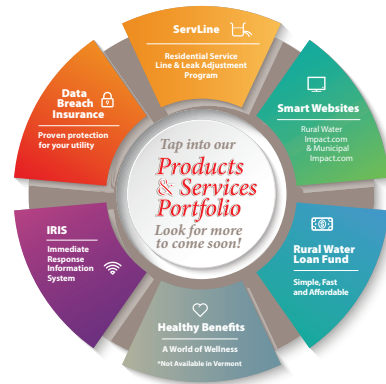 ServLine
Residential Service
Line & Leak Adjustment
Program
Smart Websites
Rural Water
Impact.com
& Municipal
Impact.com
Rural Water
Loan Fund
Simple, Fast
and Affordable
Healthy Benefits
A World of Wellness
*Not Available in Vermont
IRIS
Immediate
Response
Information
System
Data
Breach
Insurance
Proven protection
for your utility
Tap into our
Products
& Services
Portfolio
Look for more
to come soon!